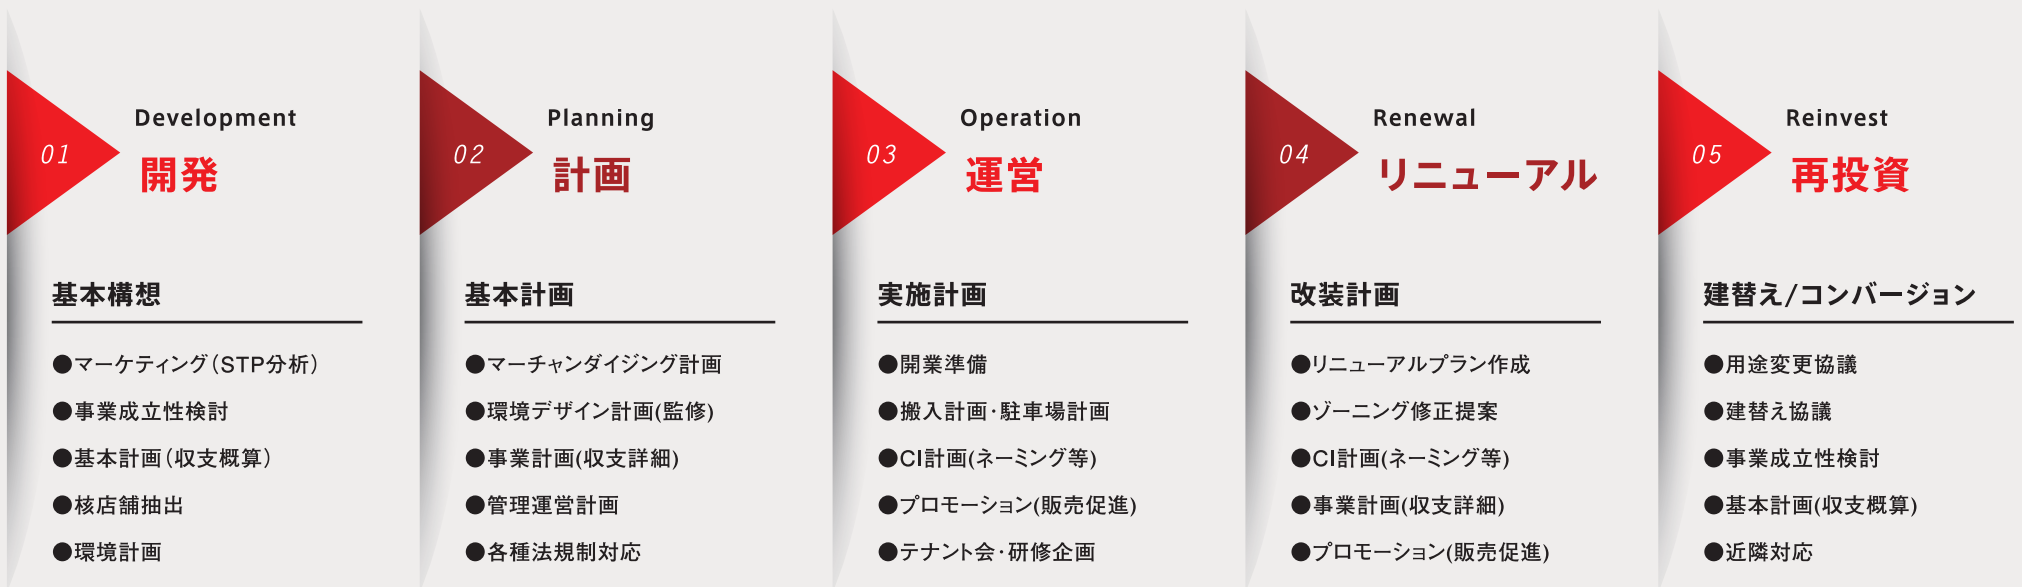 01
Development
開発
基本構想
●マーケティング（STP分析）
●事業成立性検討
●基本計画（収支概算）
●核店舗抽出
●環境計画
02
Planning
計画
基本計画
●マーチャンダイジング計画
●環境デザイン計画(監修)
●事業計画(収支詳細)
●管理運営計画
●各種法規制対応
03
Operation
運営
実施計画
●開業準備
●搬入計画･駐車場計画
●CI計画(ネーミング等)
●プロモーション(販売促進)
●テナント会･研修企画
04
Renewal
リニューアル
改装計画
●リニューアルプラン作成
●ゾーニング修正提案
●CI計画(ネーミング等)
●事業計画(収支詳細)
●プロモーション(販売促進)
05
Reinvest
再投資
建替え/コンバージョン
●用途変更協議
●建替え協議
●事業成立性検討
●基本計画(収支概算)
●近隣対応